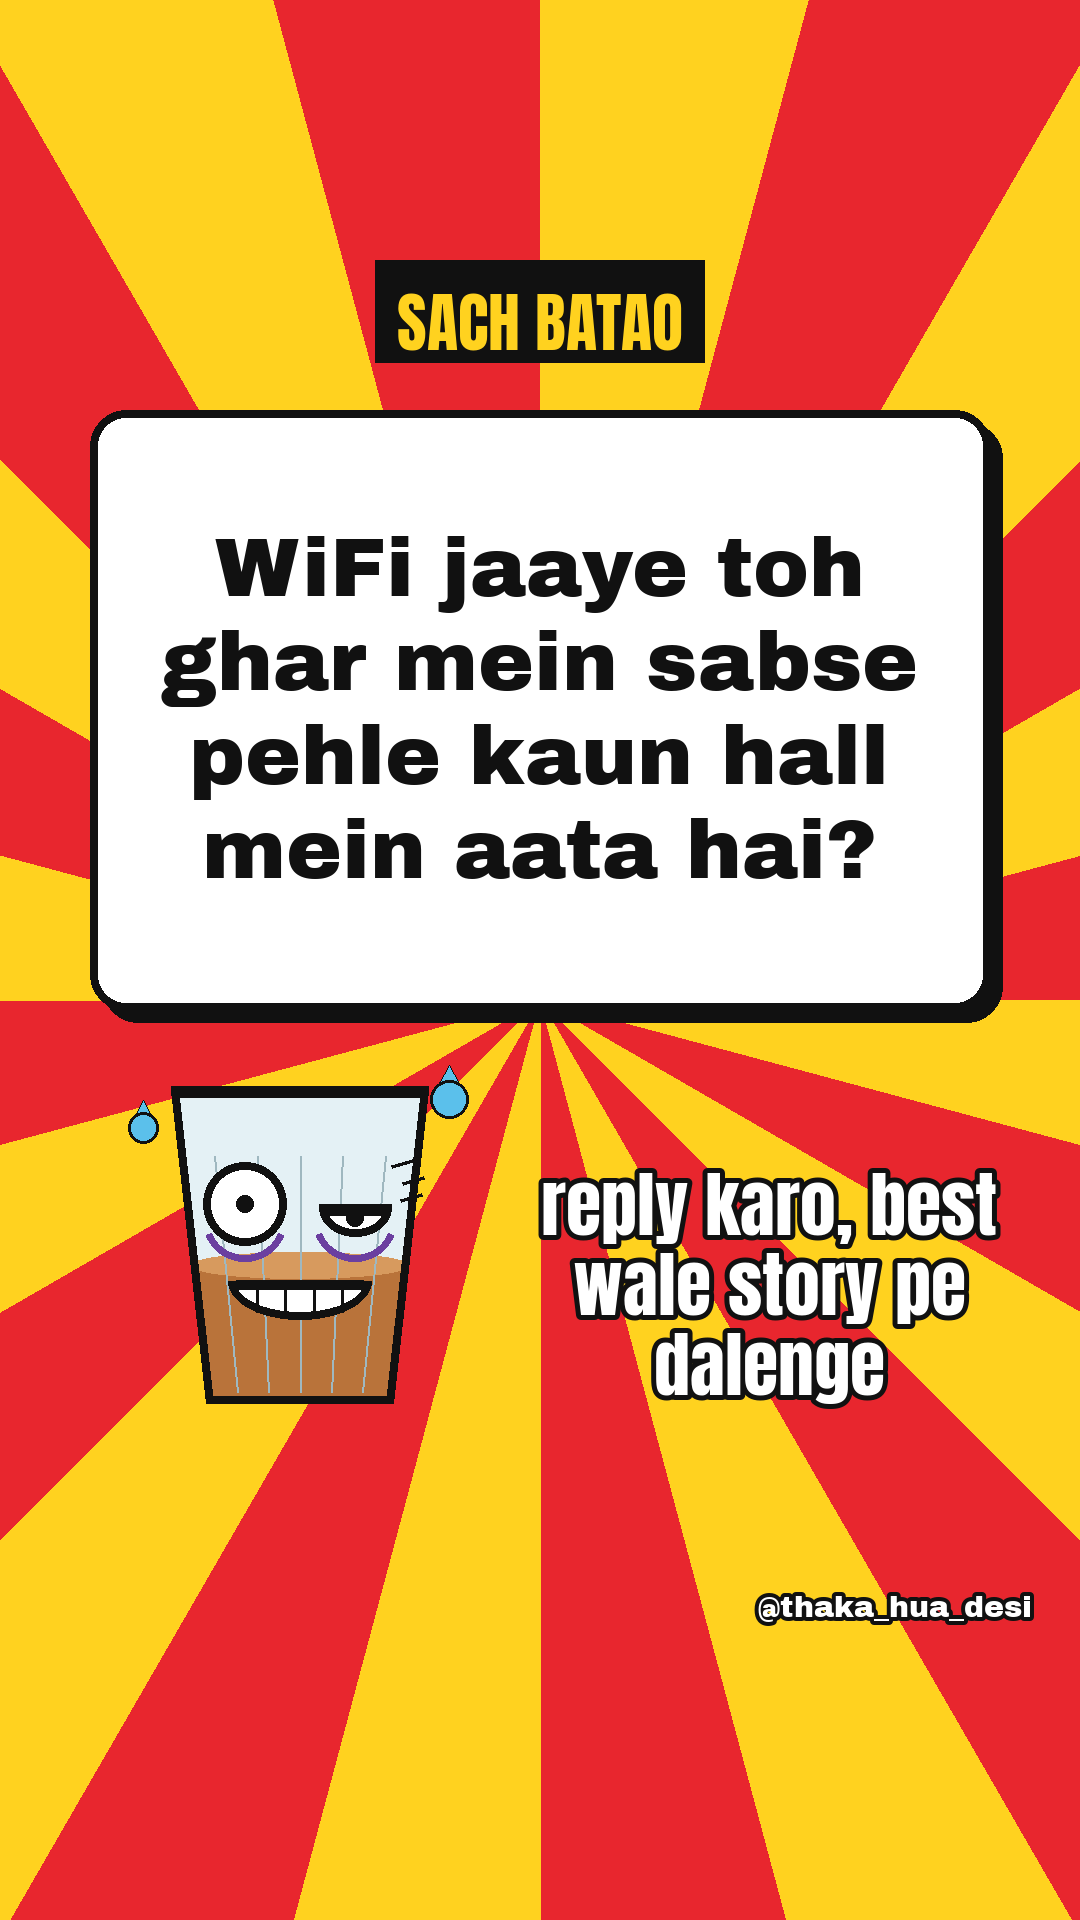 SACH BATAO
WiFi jaaye toh
ghar mein sabse
pehle kaun hall
mein aata hai?
reply karo, best
wale story pe
dalenge
@thaka_hua_desi